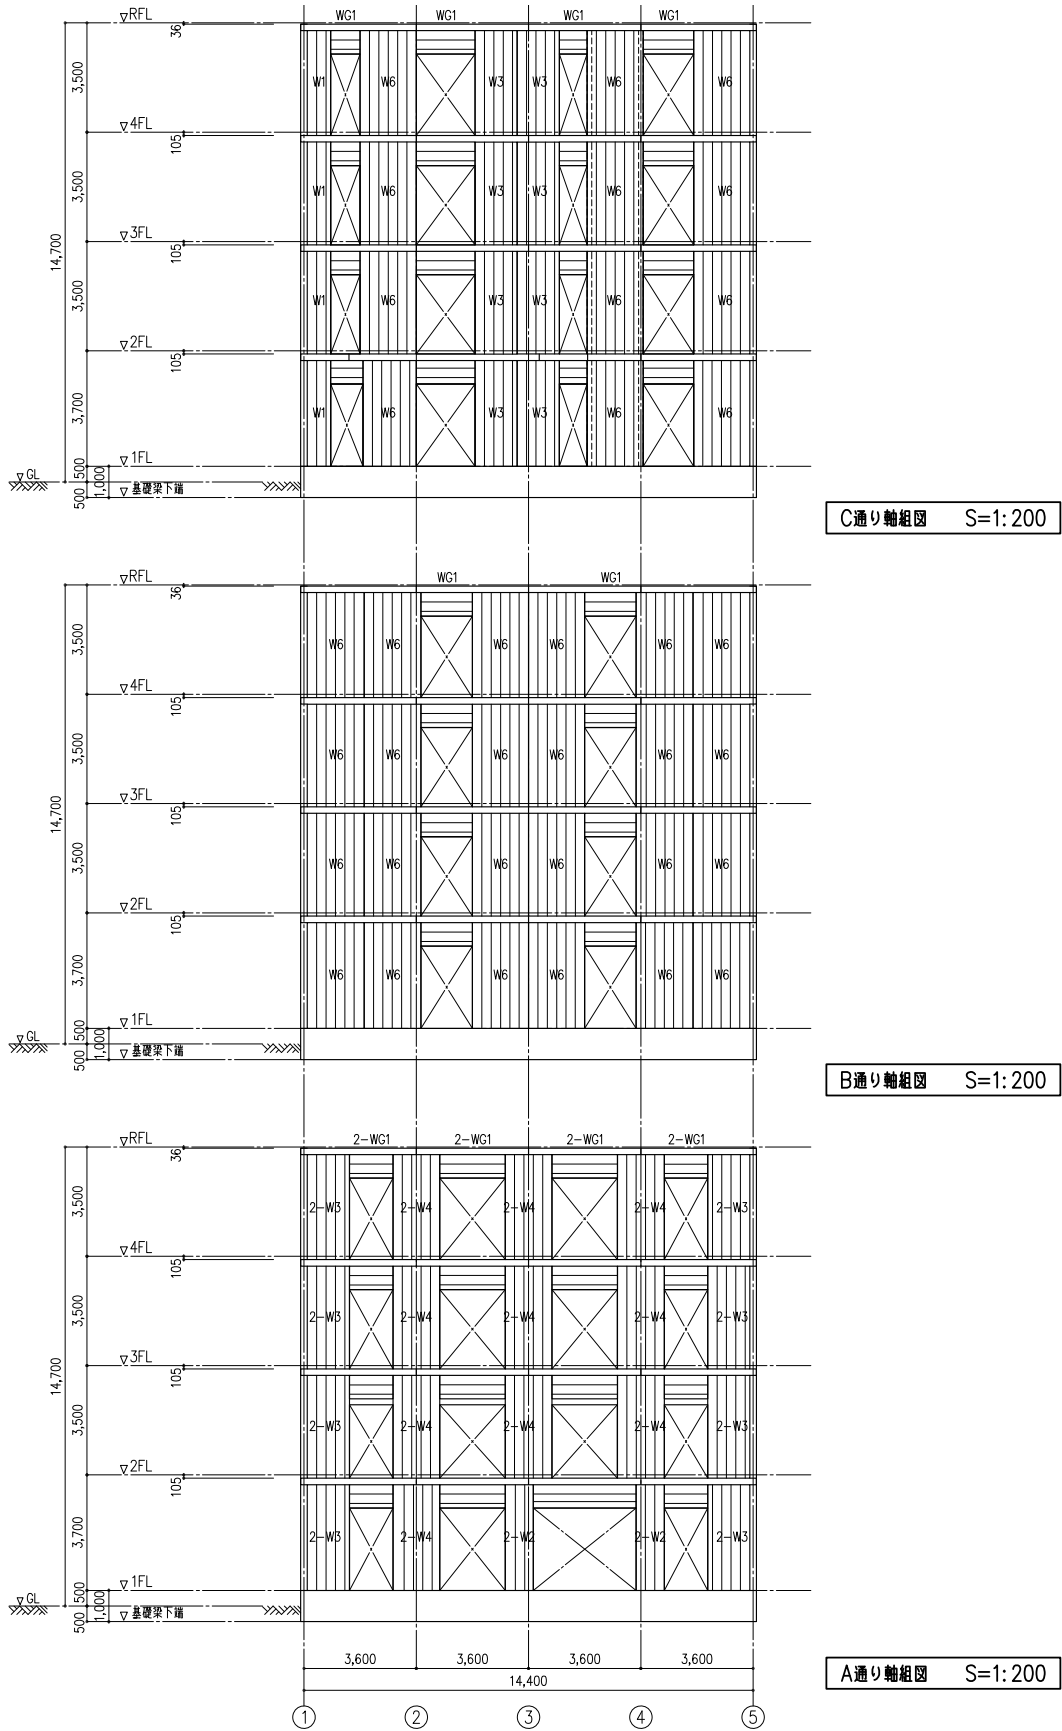 WG1 WG1 WG1 WG1
▽RFL
36
3,500
W1 W6 W3 W3 W6 W6
▽4FL
105
3,500
W1 W6 W3 W3 W6 W6
▽3FL
105
14,700
3,500
W1 W6 W3 W3 W6 W6
▽2FL
105
3,700
W1 W6 W3 W3 W6 W6
▽1FL
500
▽GL
1,000
500
▽基礎梁下端
C通り軸組図 S=1:200
WG1 WG1
▽RFL
36
3,500
W6 W6 W6 W6 W6 W6
▽4FL
105
3,500
W6 W6 W6 W6 W6 W6
▽3FL
105
14,700
3,500
W6 W6 W6 W6 W6 W6
▽2FL
105
3,700
W6 W6 W6 W6 W6 W6
▽1FL
500
▽GL
1,000
500
▽基礎梁下端
B通り軸組図 S=1:200
2-WG1 2-WG1 2-WG1 2-WG1
▽RFL
36
3,500
2-W3 2-W4 2-W4 2-W4 2-W3
▽4FL
105
3,500
2-W3 2-W4 2-W4 2-W4 2-W3
▽3FL
105
14,700
3,500
2-W3 2-W4 2-W4 2-W4 2-W3
▽2FL
105
3,700
2-W3 2-W4 2-W2 2-W2 2-W3
▽1FL
500
▽GL
1,000
500
▽基礎梁下端
3,600 3,600 3,600 3,600
14,400
A通り軸組図 S=1:200
1 2 3 4 5